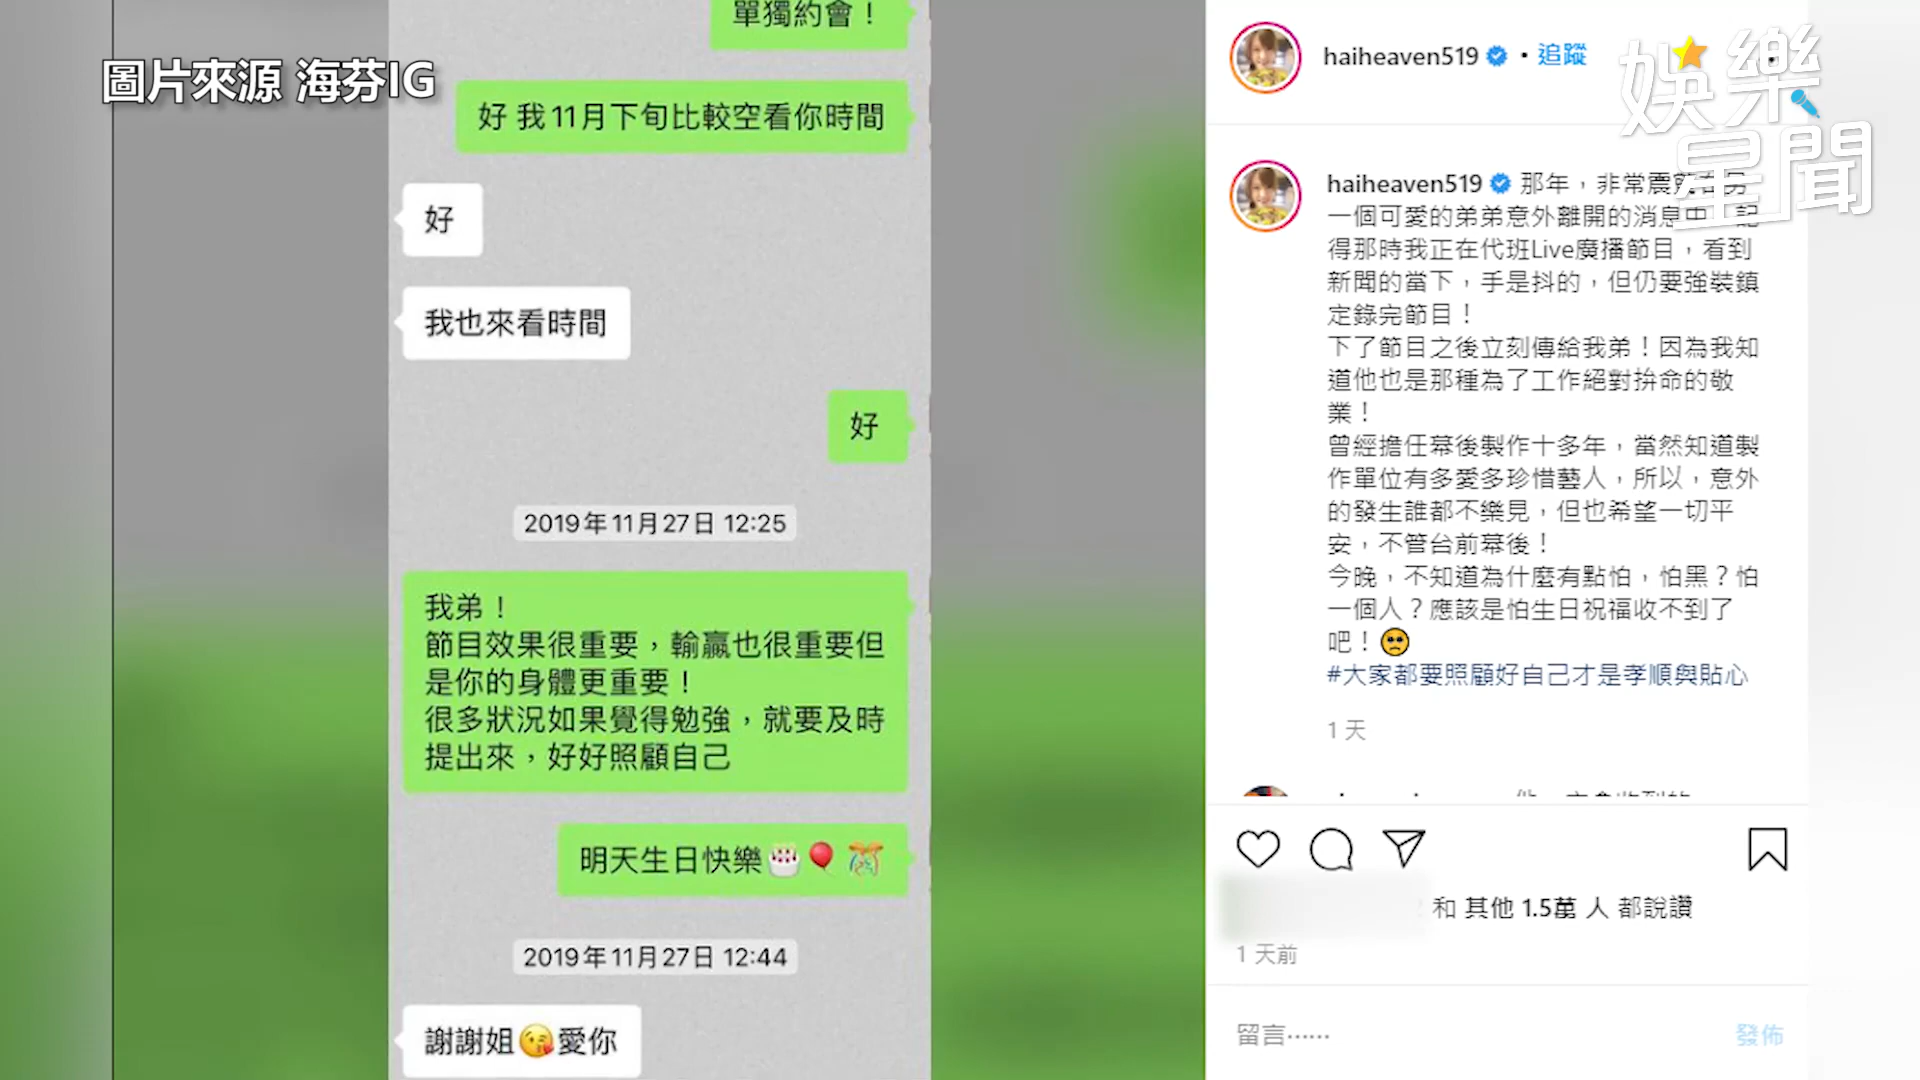 圖片來源 海芬IG
單獨約會！
好 我11月下旬比較空看你時間
好
我也來看時間
好
2019年11月27日 12:25
我弟！
節目效果很重要，輸贏也很重要但
是你的身體更重要！
很多狀況如果覺得勉強，就要及時
提出來，好好照顧自己
明天生日快樂🎂🎈🎊
2019年11月27日 12:44
謝謝姐😘愛你
haiheaven519 • 追蹤
娛樂
星聞
haiheaven519 那年，非常震
一個可愛的弟弟意外離開的消息中
得那時我正在代班Live廣播節目，看到
新聞的當下，手是抖的，但仍要強裝鎮
定錄完節目！
下了節目之後立刻傳給我弟！因為我知
道他也是那種為了工作絕對拚命的敬
業！
曾經擔任幕後製作十多年，當然知道製
作單位有多愛多珍惜藝人，所以，意外
的發生誰都不樂見，但也希望一切平
安，不管台前幕後！
今晚，不知道為什麼有點怕，怕黑？怕
一個人？應該是怕生日祝福收不到了
吧！🥺
#大家都要照顧好自己才是孝順與貼心
1 天
和 其他 1.5萬 人 都說讚
1 天前
留言......
發佈